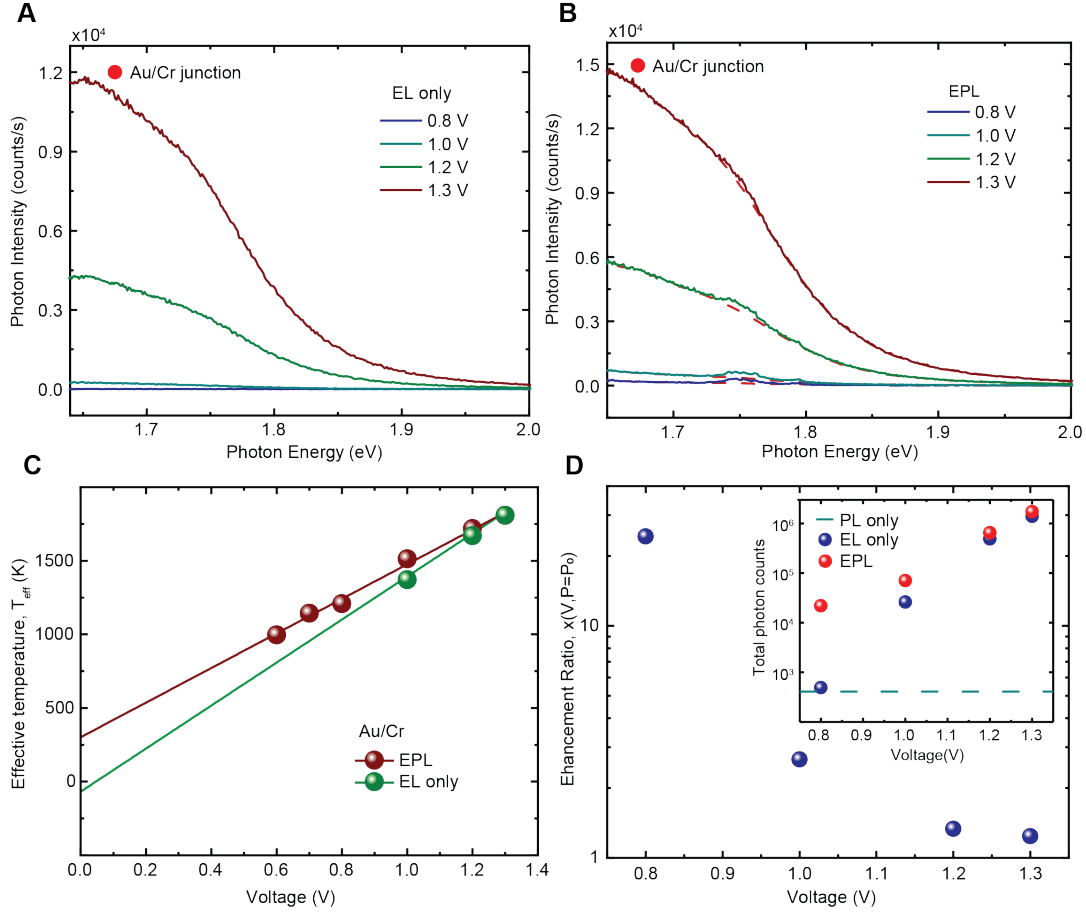 A
x10⁴
Au/Cr junction
EL only
0.8 V
1.0 V
1.2 V
1.3 V
1.2
0.9
0.6
0.3
0.0
Photon Intensity (counts/s)
1.7
1.8
1.9
2.0
Photon Energy (eV)
B
x10⁴
Au/Cr junction
EPL
0.8 V
1.0 V
1.2 V
1.3 V
1.5
1.2
0.9
0.6
0.3
0.0
Photon Intensity (counts/s)
1.7
1.8
1.9
2.0
Photon Energy (eV)
C
1500
1000
500
0
Effective temperature, T_eff (K)
Au/Cr
EPL
EL only
0.0
0.2
0.4
0.6
0.8
1.0
1.2
1.4
Voltage (V)
D
10
1
Ehancement Ratio, x(V,P=P₀)
PL only
EL only
EPL
10⁶
10⁵
10⁴
10³
Total photon counts
0.8
0.9
1.0
1.1
1.2
1.3
Voltage(V)
0.8
0.9
1.0
1.1
1.2
1.3
Voltage (V)